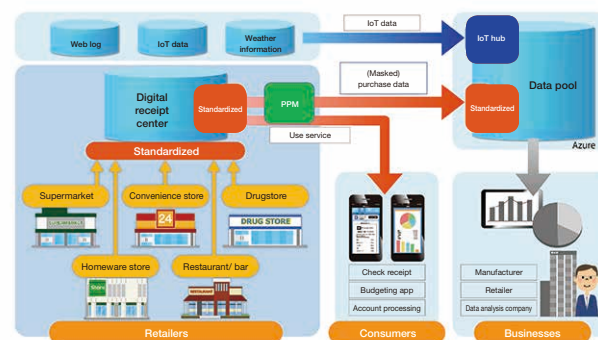 Web log
IoT data
Weather
information
IoT data
IoT hub
Digital
receipt
center
Standardized
PPM
(Masked)
purchase data
Standardized
Data pool
Use service
Azure
Standardized
Supermarket
Convenience store
Drugstore
24
DRUG STORE
Homeware store
Restaurant/ bar
Check receipt
Budgeting app
Account processing
Manufacturer
Retailer
Data analysis company
Retailers
Consumers
Businesses